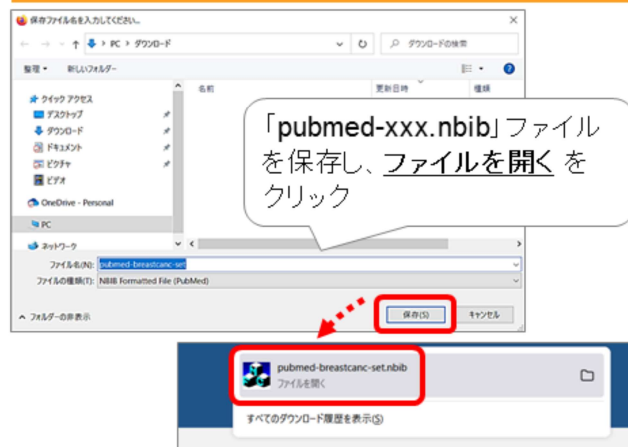 保存ファイル名を入力してください。
PC > ダウンロード
ダウンロードの検索
整理 新しいフォルダー
名前 更新日時 種類
クイック アクセス
デスクトップ
ダウンロード
ドキュメント
ピクチャ
ビデオ
OneDrive - Personal
PC
ネットワーク
「pubmed-xxx.nbib」ファイル
を保存し、ファイルを開く を
クリック
ファイル名(N): pubmed-breastcanc-set
ファイルの種類(T): NBIB Formatted File (PubMed)
フォルダーの非表示
保存(S) キャンセル
pubmed-breastcanc-set.nbib
ファイルを開く
すべてのダウンロード履歴を表示(S)